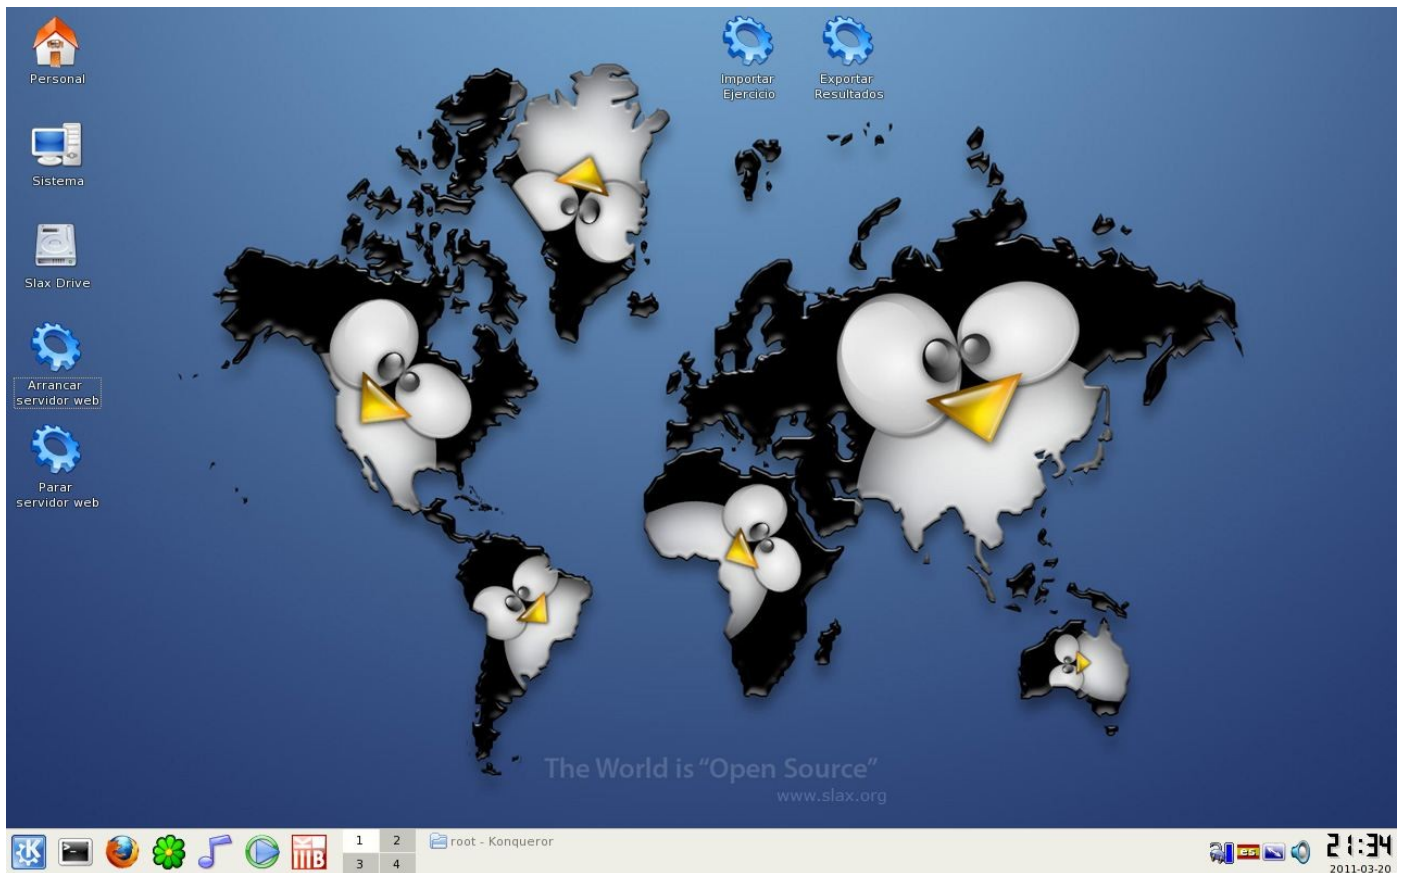 Personal
Sistema
Slax Drive
Arrancar
servidor web
Parar
servidor web
Importar
Ejercicio
Exportar
Resultados
The World is “Open Source”
www.slax.org
1
2
3
4
root - Konqueror
es
21:34
2011-03-20